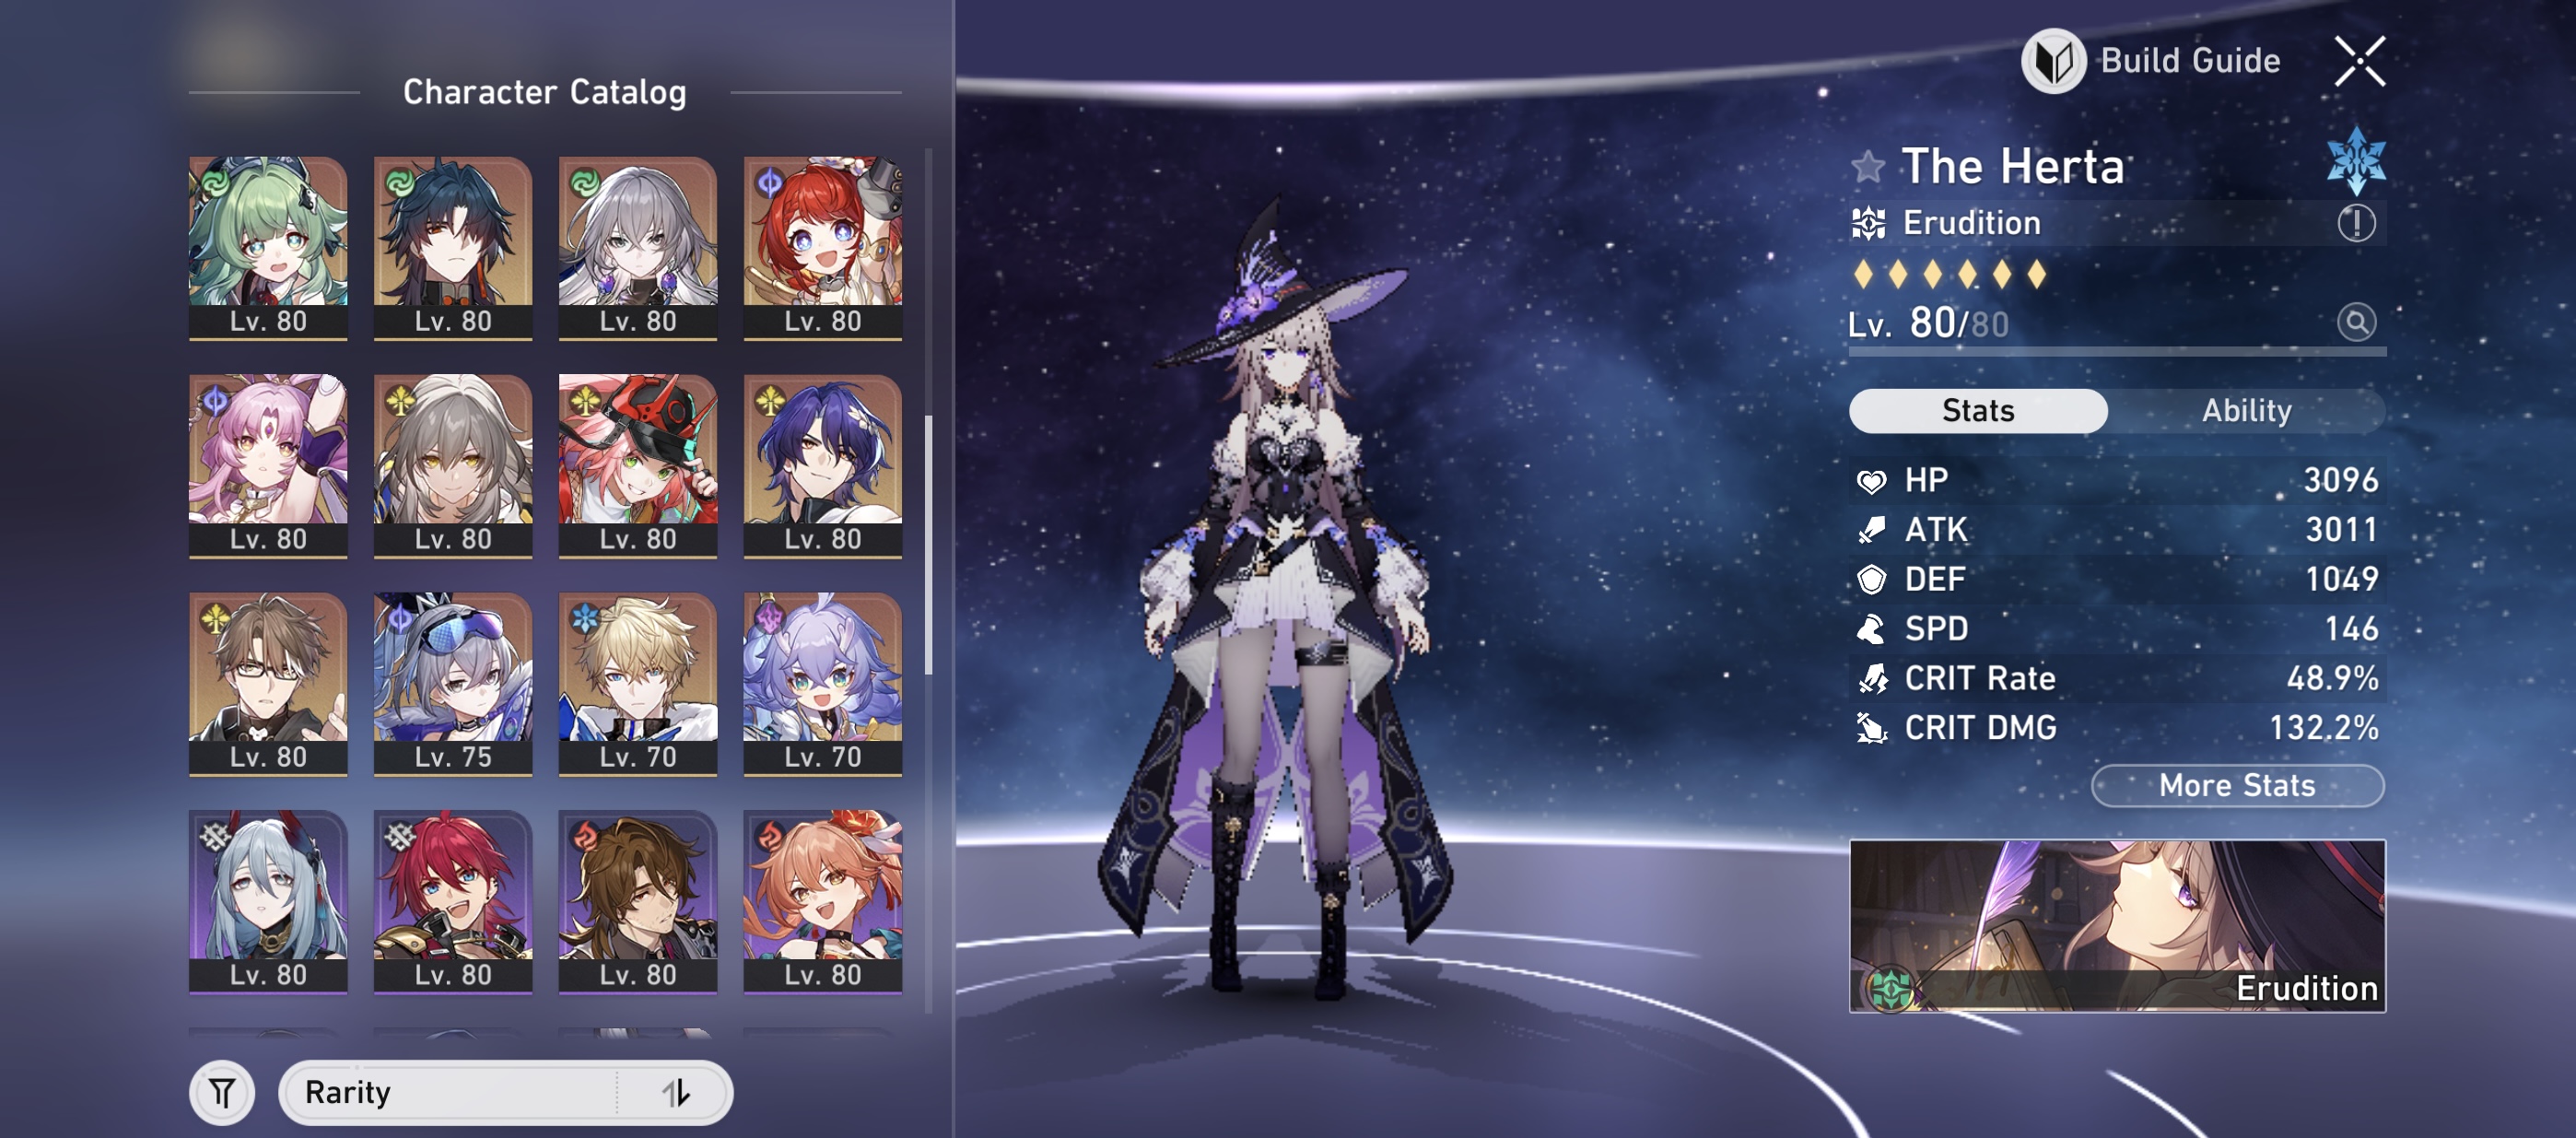 Character Catalog
Lv. 80
Lv. 80
Lv. 80
Lv. 80
Lv. 80
Lv. 80
Lv. 80
Lv. 80
Lv. 80
Lv. 75
Lv. 70
Lv. 70
Lv. 80
Lv. 80
Lv. 80
Lv. 80
Rarity
Build Guide
The Herta
Erudition
Lv. 80/80
Stats Ability
HP 3096
ATK 3011
DEF 1049
SPD 146
CRIT Rate 48.9%
CRIT DMG 132.2%
More Stats
Erudition